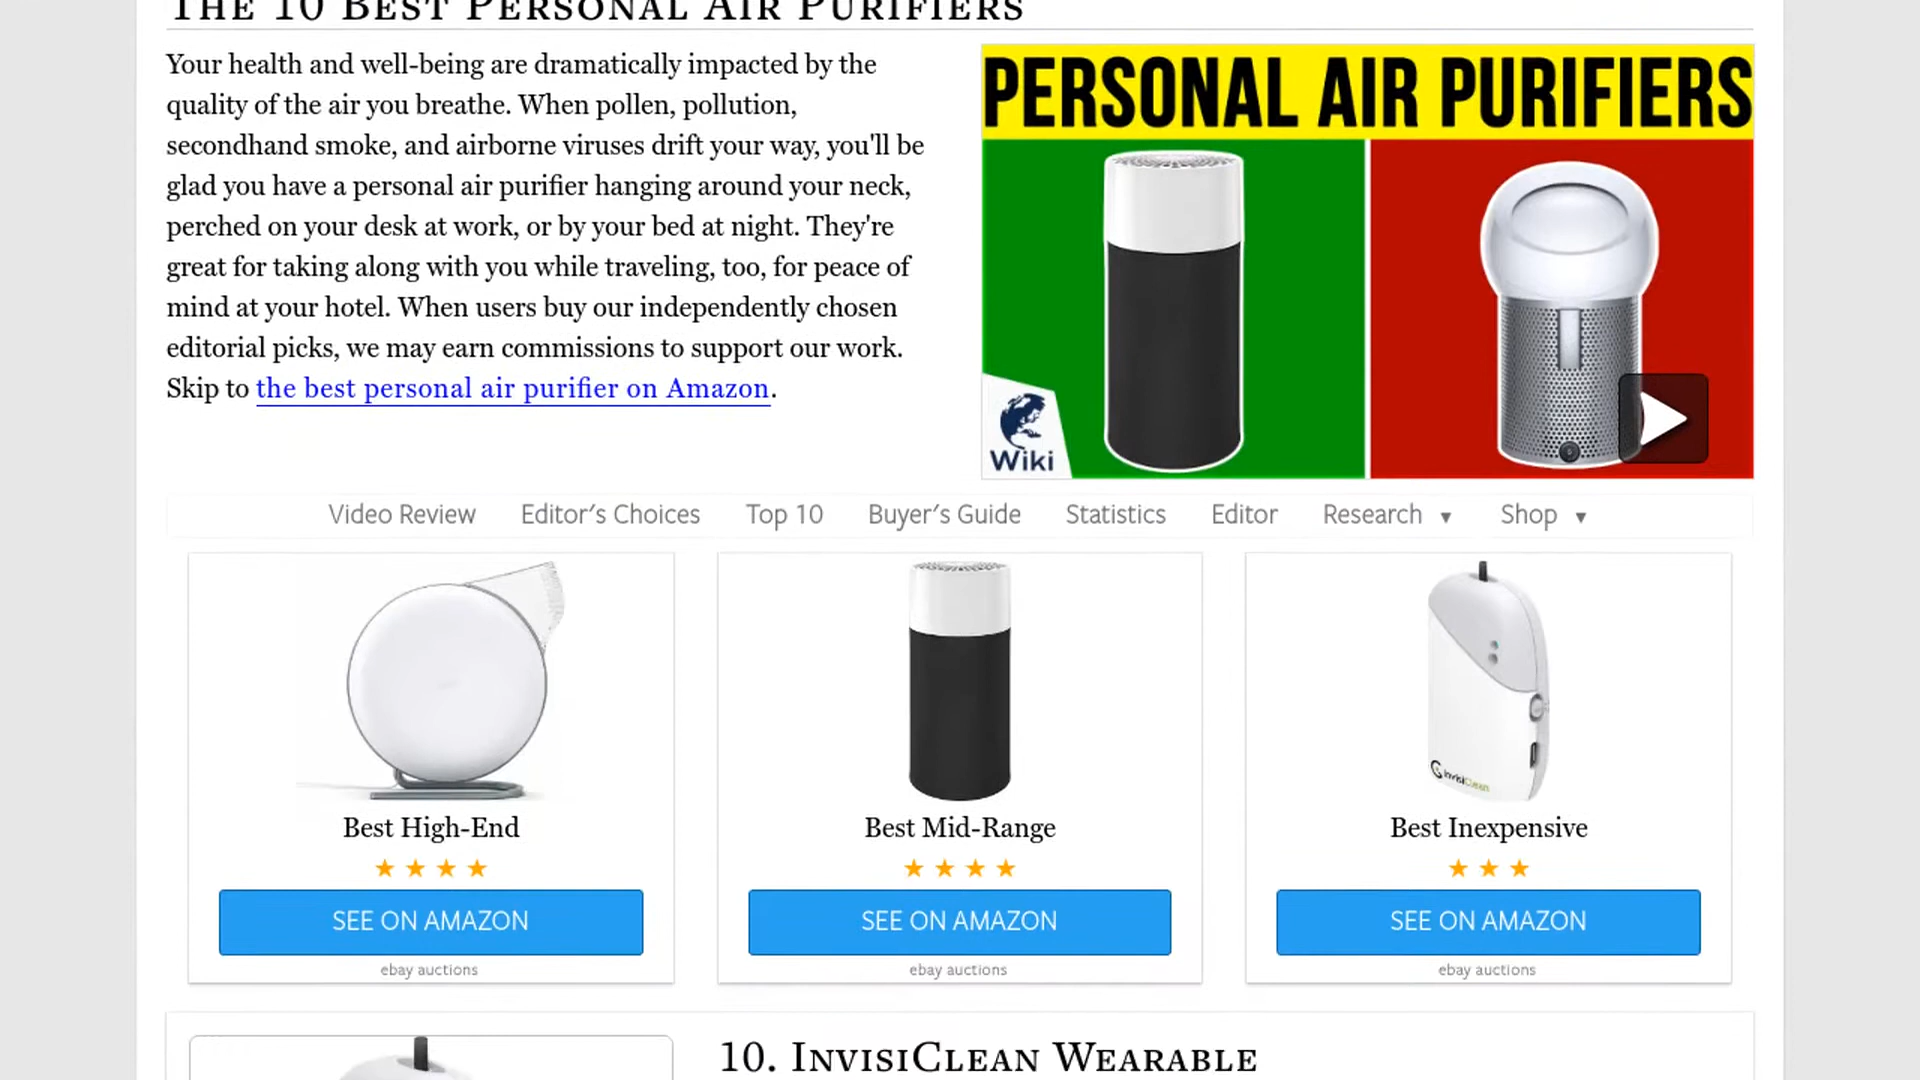 The 10 Best Personal Air Purifiers
Your health and well-being are dramatically impacted by the
quality of the air you breathe. When pollen, pollution,
secondhand smoke, and airborne viruses drift your way, you'll be
glad you have a personal air purifier hanging around your neck,
perched on your desk at work, or by your bed at night. They're
great for taking along with you while traveling, too, for peace of
mind at your hotel. When users buy our independently chosen
editorial picks, we may earn commissions to support our work.
Skip to the best personal air purifier on Amazon.
PERSONAL AIR PURIFIERS
Wiki
Video Review Editor's Choices Top 10 Buyer's Guide Statistics Editor Research ▼ Shop ▼
invisiclean
Best High-End
Best Mid-Range
Best Inexpensive
★ ★ ★ ★
★ ★ ★ ★
★ ★ ★
SEE ON AMAZON
SEE ON AMAZON
SEE ON AMAZON
ebay auctions
ebay auctions
ebay auctions
10. InvisiClean Wearable